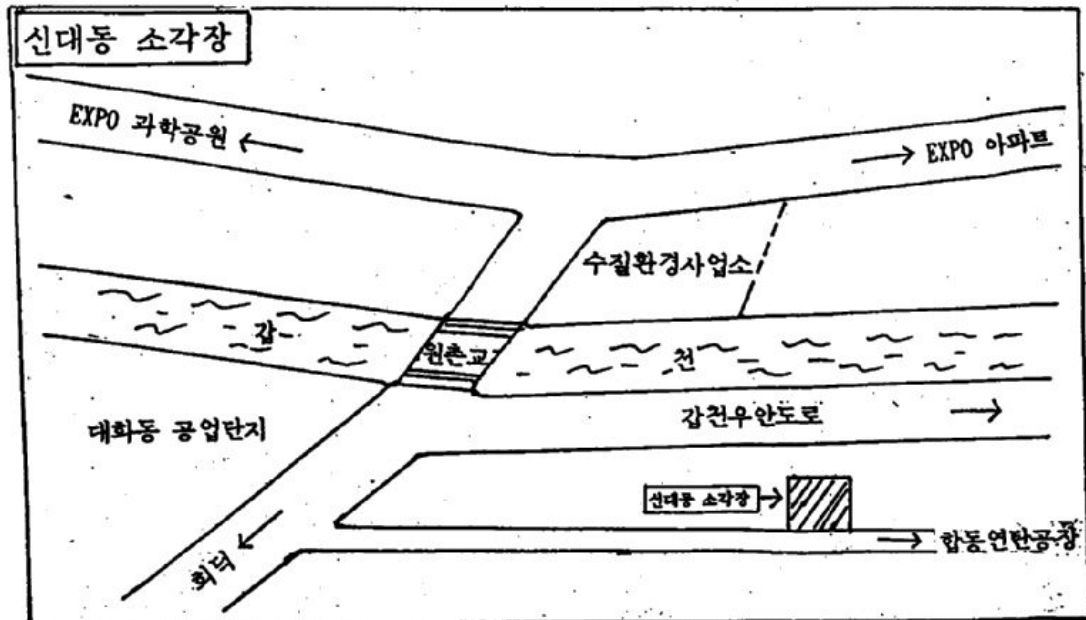 신대동 소각장
EXPO 과학공원
EXPO 아파트
수질환경사업소
갑
원촌교
천
대화동 공업단지
갑천우안도로
신대동 소각장
회덕
합동연탄공장